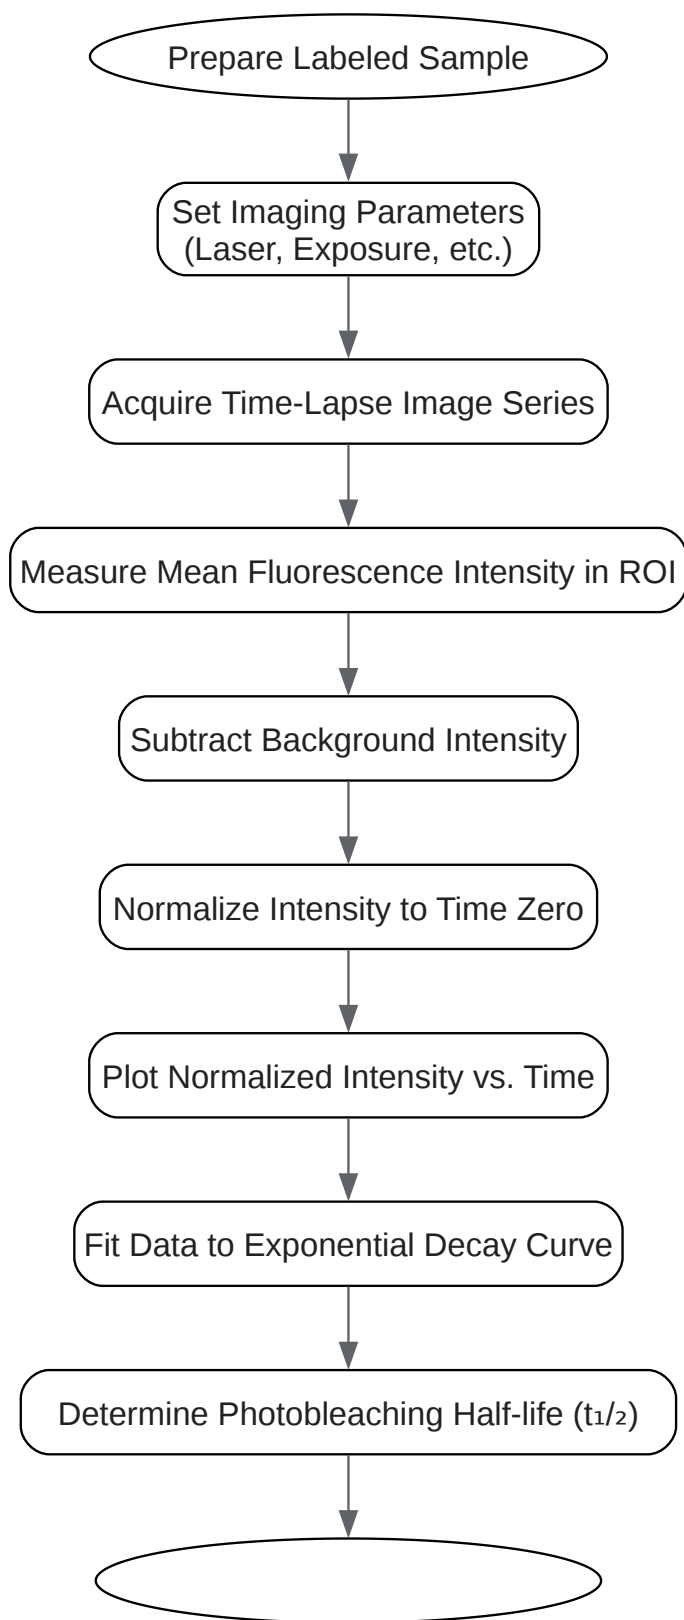 Prepare Labeled Sample
Set Imaging Parameters
(Laser, Exposure, etc.)
Acquire Time-Lapse Image Series
Measure Mean Fluorescence Intensity in ROI
Subtract Background Intensity
Normalize Intensity to Time Zero
Plot Normalized Intensity vs. Time
Fit Data to Exponential Decay Curve
Determine Photobleaching Half-life (t₁/₂)